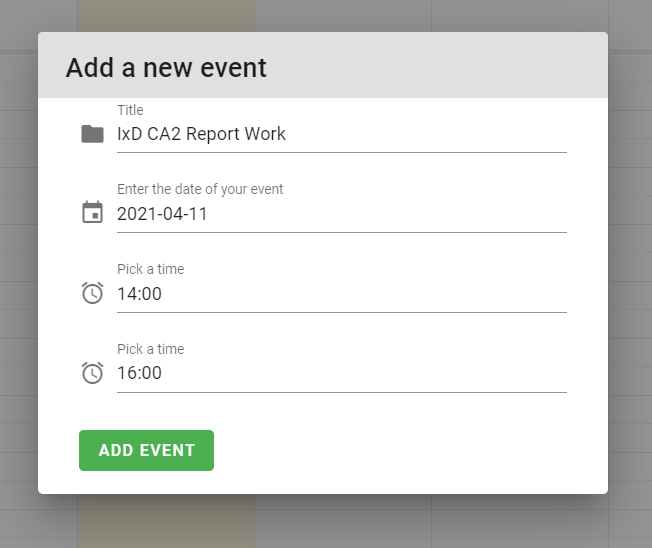 Add a new event
Title
IxD CA2 Report Work
Enter the date of your event
2021-04-11
Pick a time
14:00
Pick a time
16:00
ADD EVENT